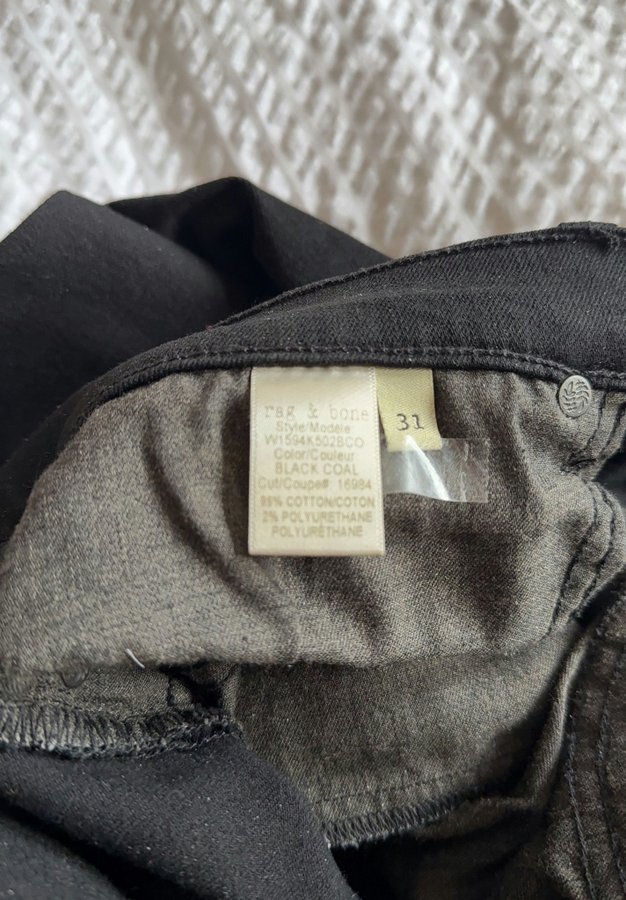 rag & bone
Style/Modele:
W1594K502BCO
Color/Couleur
BLACK COAL
Cut/Coupe# 16984
98% COTTON/COTON
2% POLYURETHANE
POLYURÉTHANE
31